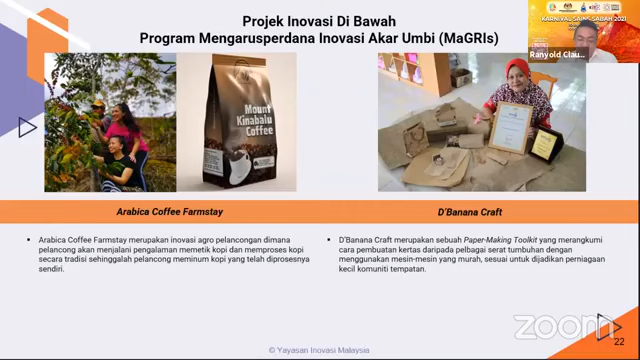 Projek Inovasi Di Bawah
Program Mengarusperdana Inovasi Akar Umbi (MaGRIs)
KARNIVAL SAINS SABAH 2021
Ranyold Clau...
Mount
Kinabalu
Coffee
Arabica Coffee Farmstay
D'Banana Craft
▪ Arabica Coffee Farmstay merupakan inovasi agro pelancongan dimana
pelancong akan menjalani pengalaman memetik kopi dan memproses kopi
secara tradisi sehinggalah pelancong meminum kopi yang telah diprosesnya
sendiri.
▪ D'Banana Craft merupakan sebuah Paper-Making Toolkit yang merangkumi
cara pembuatan kertas daripada pelbagai serat tumbuhan dengan
menggunakan mesin-mesin yang murah, sesuai untuk dijadikan perniagaan
kecil komuniti tempatan.
© Yayasan Inovasi Malaysia
zoom
22